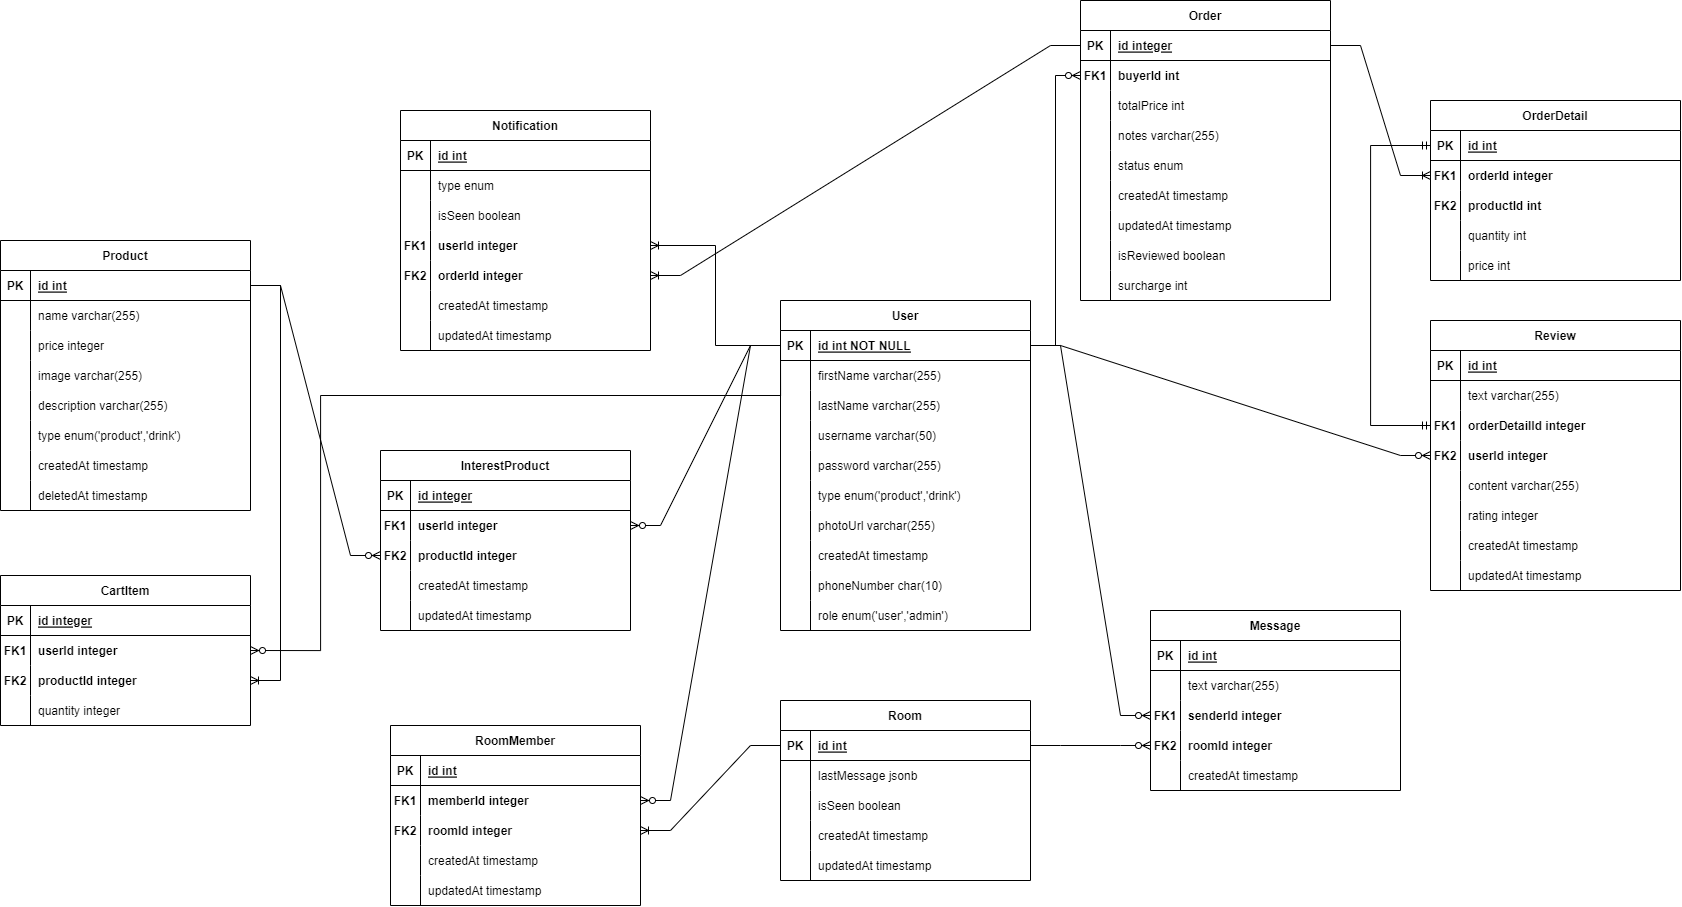 Order
PK id integer
FK1 buyerId int
totalPrice int
notes varchar(255)
status enum
createdAt timestamp
updatedAt timestamp
isReviewed boolean
surcharge int
Notification
PK id int
type enum
isSeen boolean
FK1 userId integer
FK2 orderId integer
createdAt timestamp
updatedAt timestamp
OrderDetail
PK id int
FK1 orderId integer
FK2 productId int
quantity int
price int
Product
PK id int
name varchar(255)
price integer
image varchar(255)
description varchar(255)
type enum('product','drink')
createdAt timestamp
deletedAt timestamp
User
PK id int NOT NULL
firstName varchar(255)
lastName varchar(255)
username varchar(50)
password varchar(255)
type enum('product','drink')
photoUrl varchar(255)
createdAt timestamp
phoneNumber char(10)
role enum('user','admin')
Review
PK id int
text varchar(255)
FK1 orderDetailId integer
FK2 userId integer
content varchar(255)
rating integer
createdAt timestamp
updatedAt timestamp
InterestProduct
PK id integer
FK1 userId integer
FK2 productId integer
createdAt timestamp
updatedAt timestamp
CartItem
PK id integer
FK1 userId integer
FK2 productId integer
quantity integer
Message
PK id int
text varchar(255)
FK1 senderId integer
FK2 roomId integer
createdAt timestamp
RoomMember
PK id int
FK1 memberId integer
FK2 roomId integer
createdAt timestamp
updatedAt timestamp
Room
PK id int
lastMessage jsonb
isSeen boolean
createdAt timestamp
updatedAt timestamp